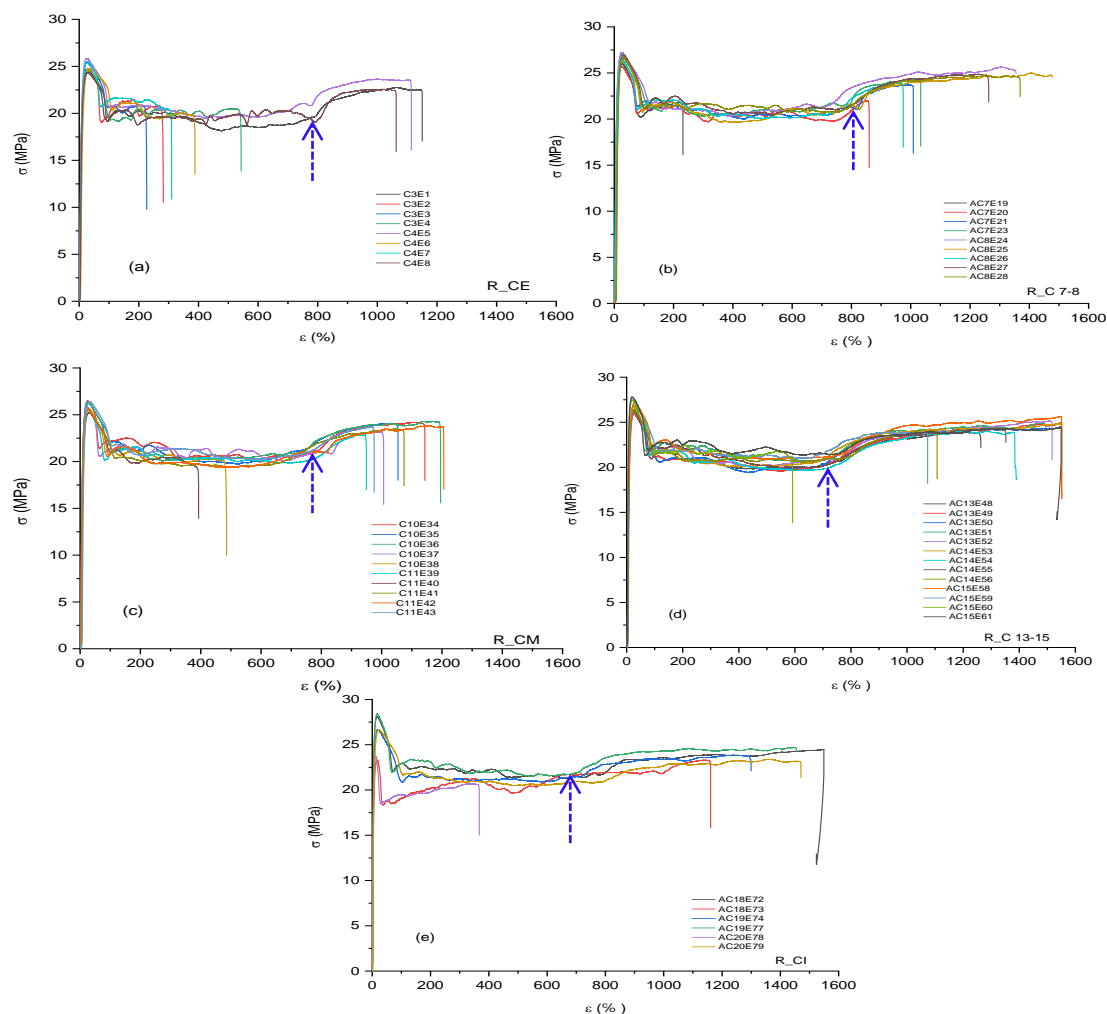 30
25
20
15
10
5
0
σ (MPa)
C3E1
C3E2
C3E3
C3E4
C4E5
C4E6
C4E7
C4E8
(a)
R_CE
0 200 400 600 800 1000 1200 1400 1600
ε (%)
30
25
20
15
10
5
0
σ (MPa)
AC7E19
AC7E20
AC7E21
AC7E23
AC8E24
AC8E25
AC8E26
AC8E27
AC8E28
(b)
R_C 7-8
0 200 400 600 800 1000 1200 1400 1600
ε (%)
30
25
20
15
10
5
0
σ (MPa)
C10E34
C10E35
C10E36
C10E37
C10E38
C11E39
C11E40
C11E41
C11E42
C11E43
(c)
R_CM
0 200 400 600 800 1000 1200 1400 1600
ε (%)
30
25
20
15
10
5
0
σ (MPa)
AC13E48
AC13E49
AC13E50
AC13E51
AC13E52
AC14E53
AC14E54
AC14E55
AC14E56
AC15E58
AC15E59
AC15E60
AC15E61
(d)
R_C 13-15
0 200 400 600 800 1000 1200 1400 1600
ε (%)
30
25
20
15
10
5
0
σ (MPa)
AC18E72
AC18E73
AC19E74
AC19E77
AC20E78
AC20E79
(e)
R_CI
0 200 400 600 800 1000 1200 1400 1600
ε (%)